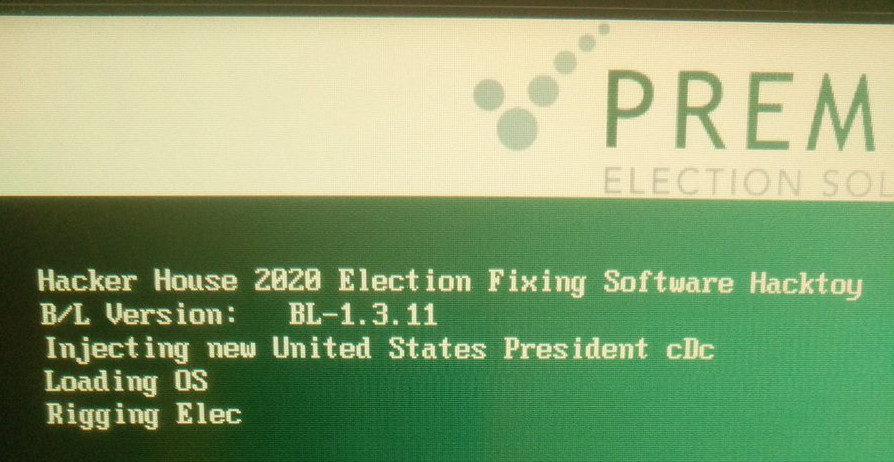 PREM
ELECTION SOL
Hacker House 2020 Election Fixing Software Hacktoy
B/L Version: BL-1.3.11
Injecting new United States President cDc
Loading OS
Rigging Elec